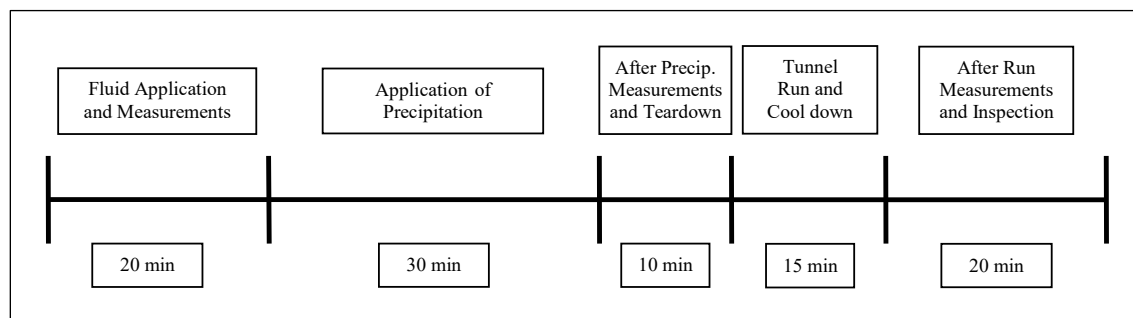 Fluid Application
and Measurements
Application of
Precipitation
After Precip.
Measurements
and Teardown
Tunnel
Run and
Cool down
After Run
Measurements
and Inspection
20 min
30 min
10 min
15 min
20 min